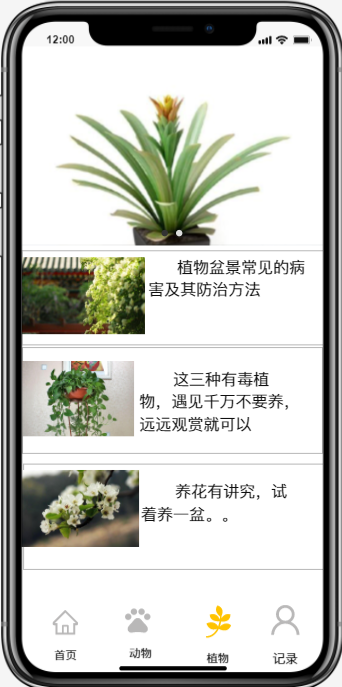 12:00
植物盆景常见的病
害及其防治方法
这三种有毒植
物，遇见千万不要养，
远远观赏就可以
养花有讲究，试
着养一盆。。
首页
动物
植物
记录